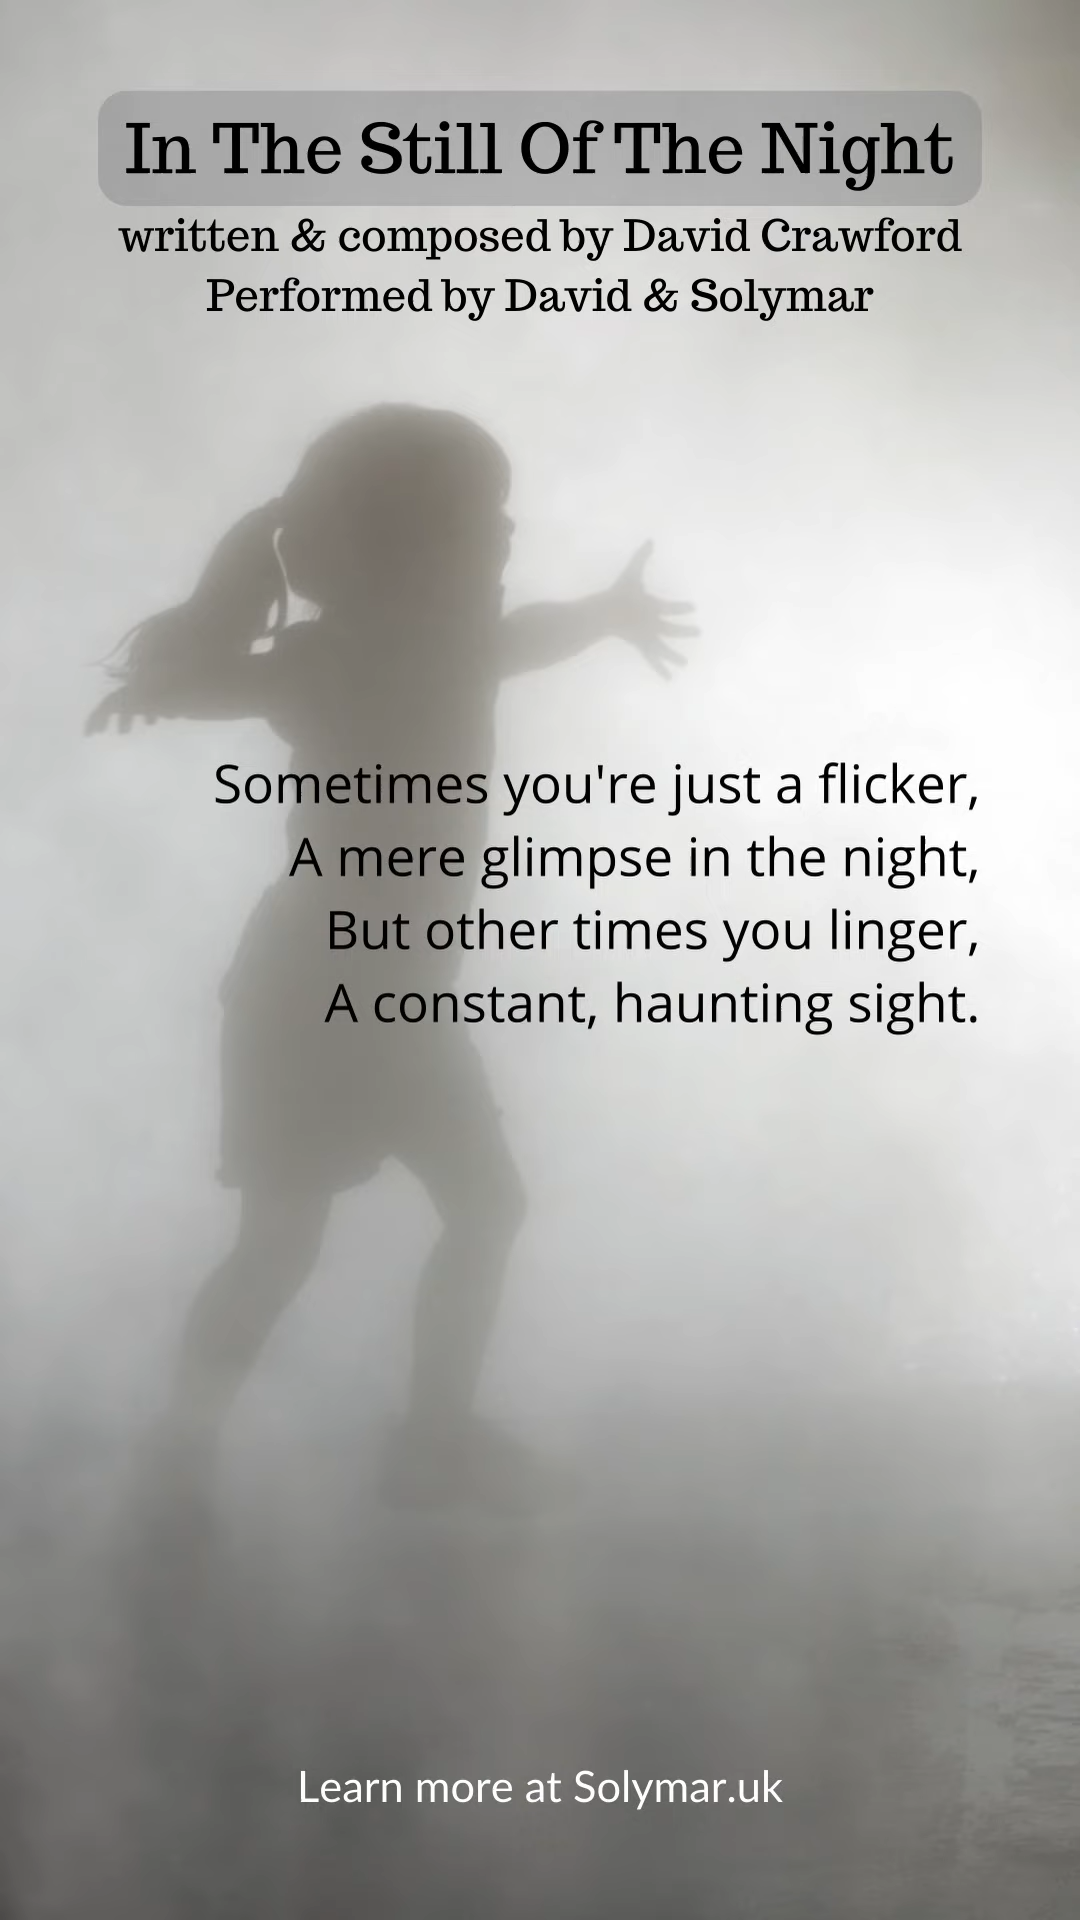 In The Still Of The Night
written & composed by David Crawford
Performed by David & Solymar
Sometimes you're just a flicker,
A mere glimpse in the night,
But other times you linger,
A constant, haunting sight.
Learn more at Solymar.uk